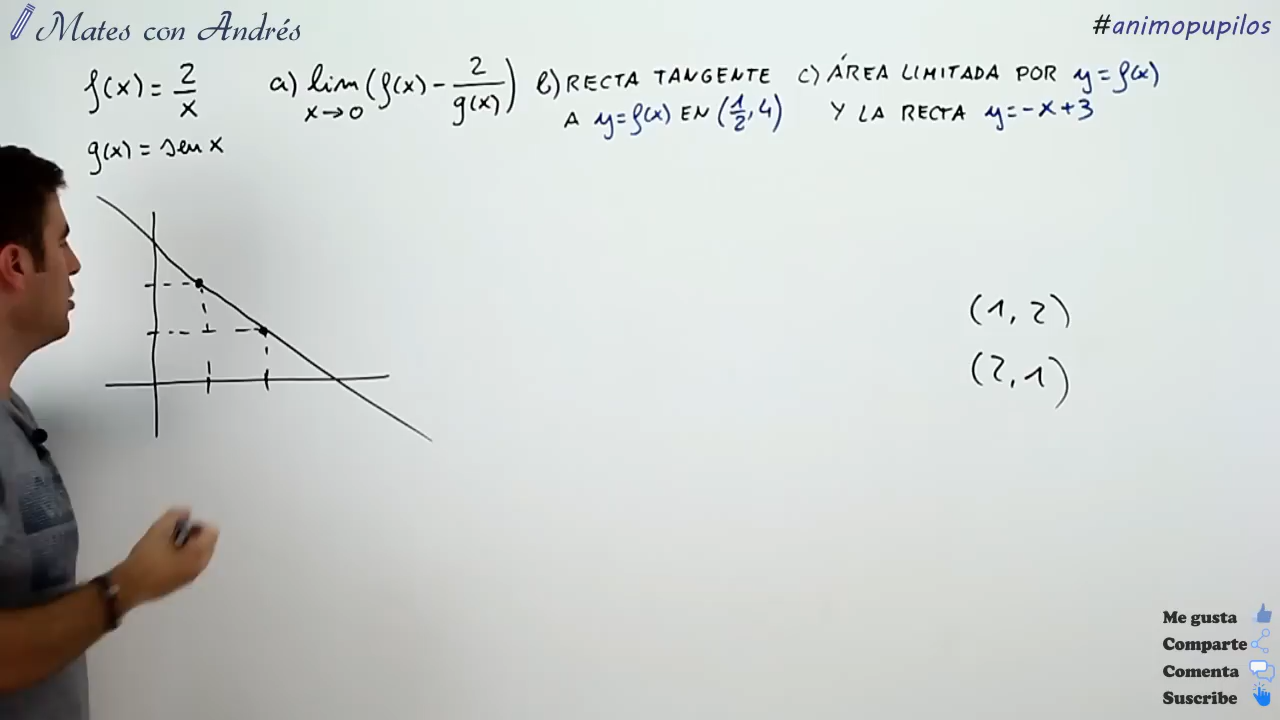 Mates con Andrés
#animopupilos
f(x) = 2/x
g(x) = sen x
a) lim x→0 (f(x) - 2/g(x))
b) RECTA TANGENTE
A y=f(x) EN (1/2, 4)
c) ÁREA LIMITADA POR y=f(x)
Y LA RECTA y=-x+3
(1, 2)
(2, 1)
Me gusta
Comparte
Comenta
Suscribe